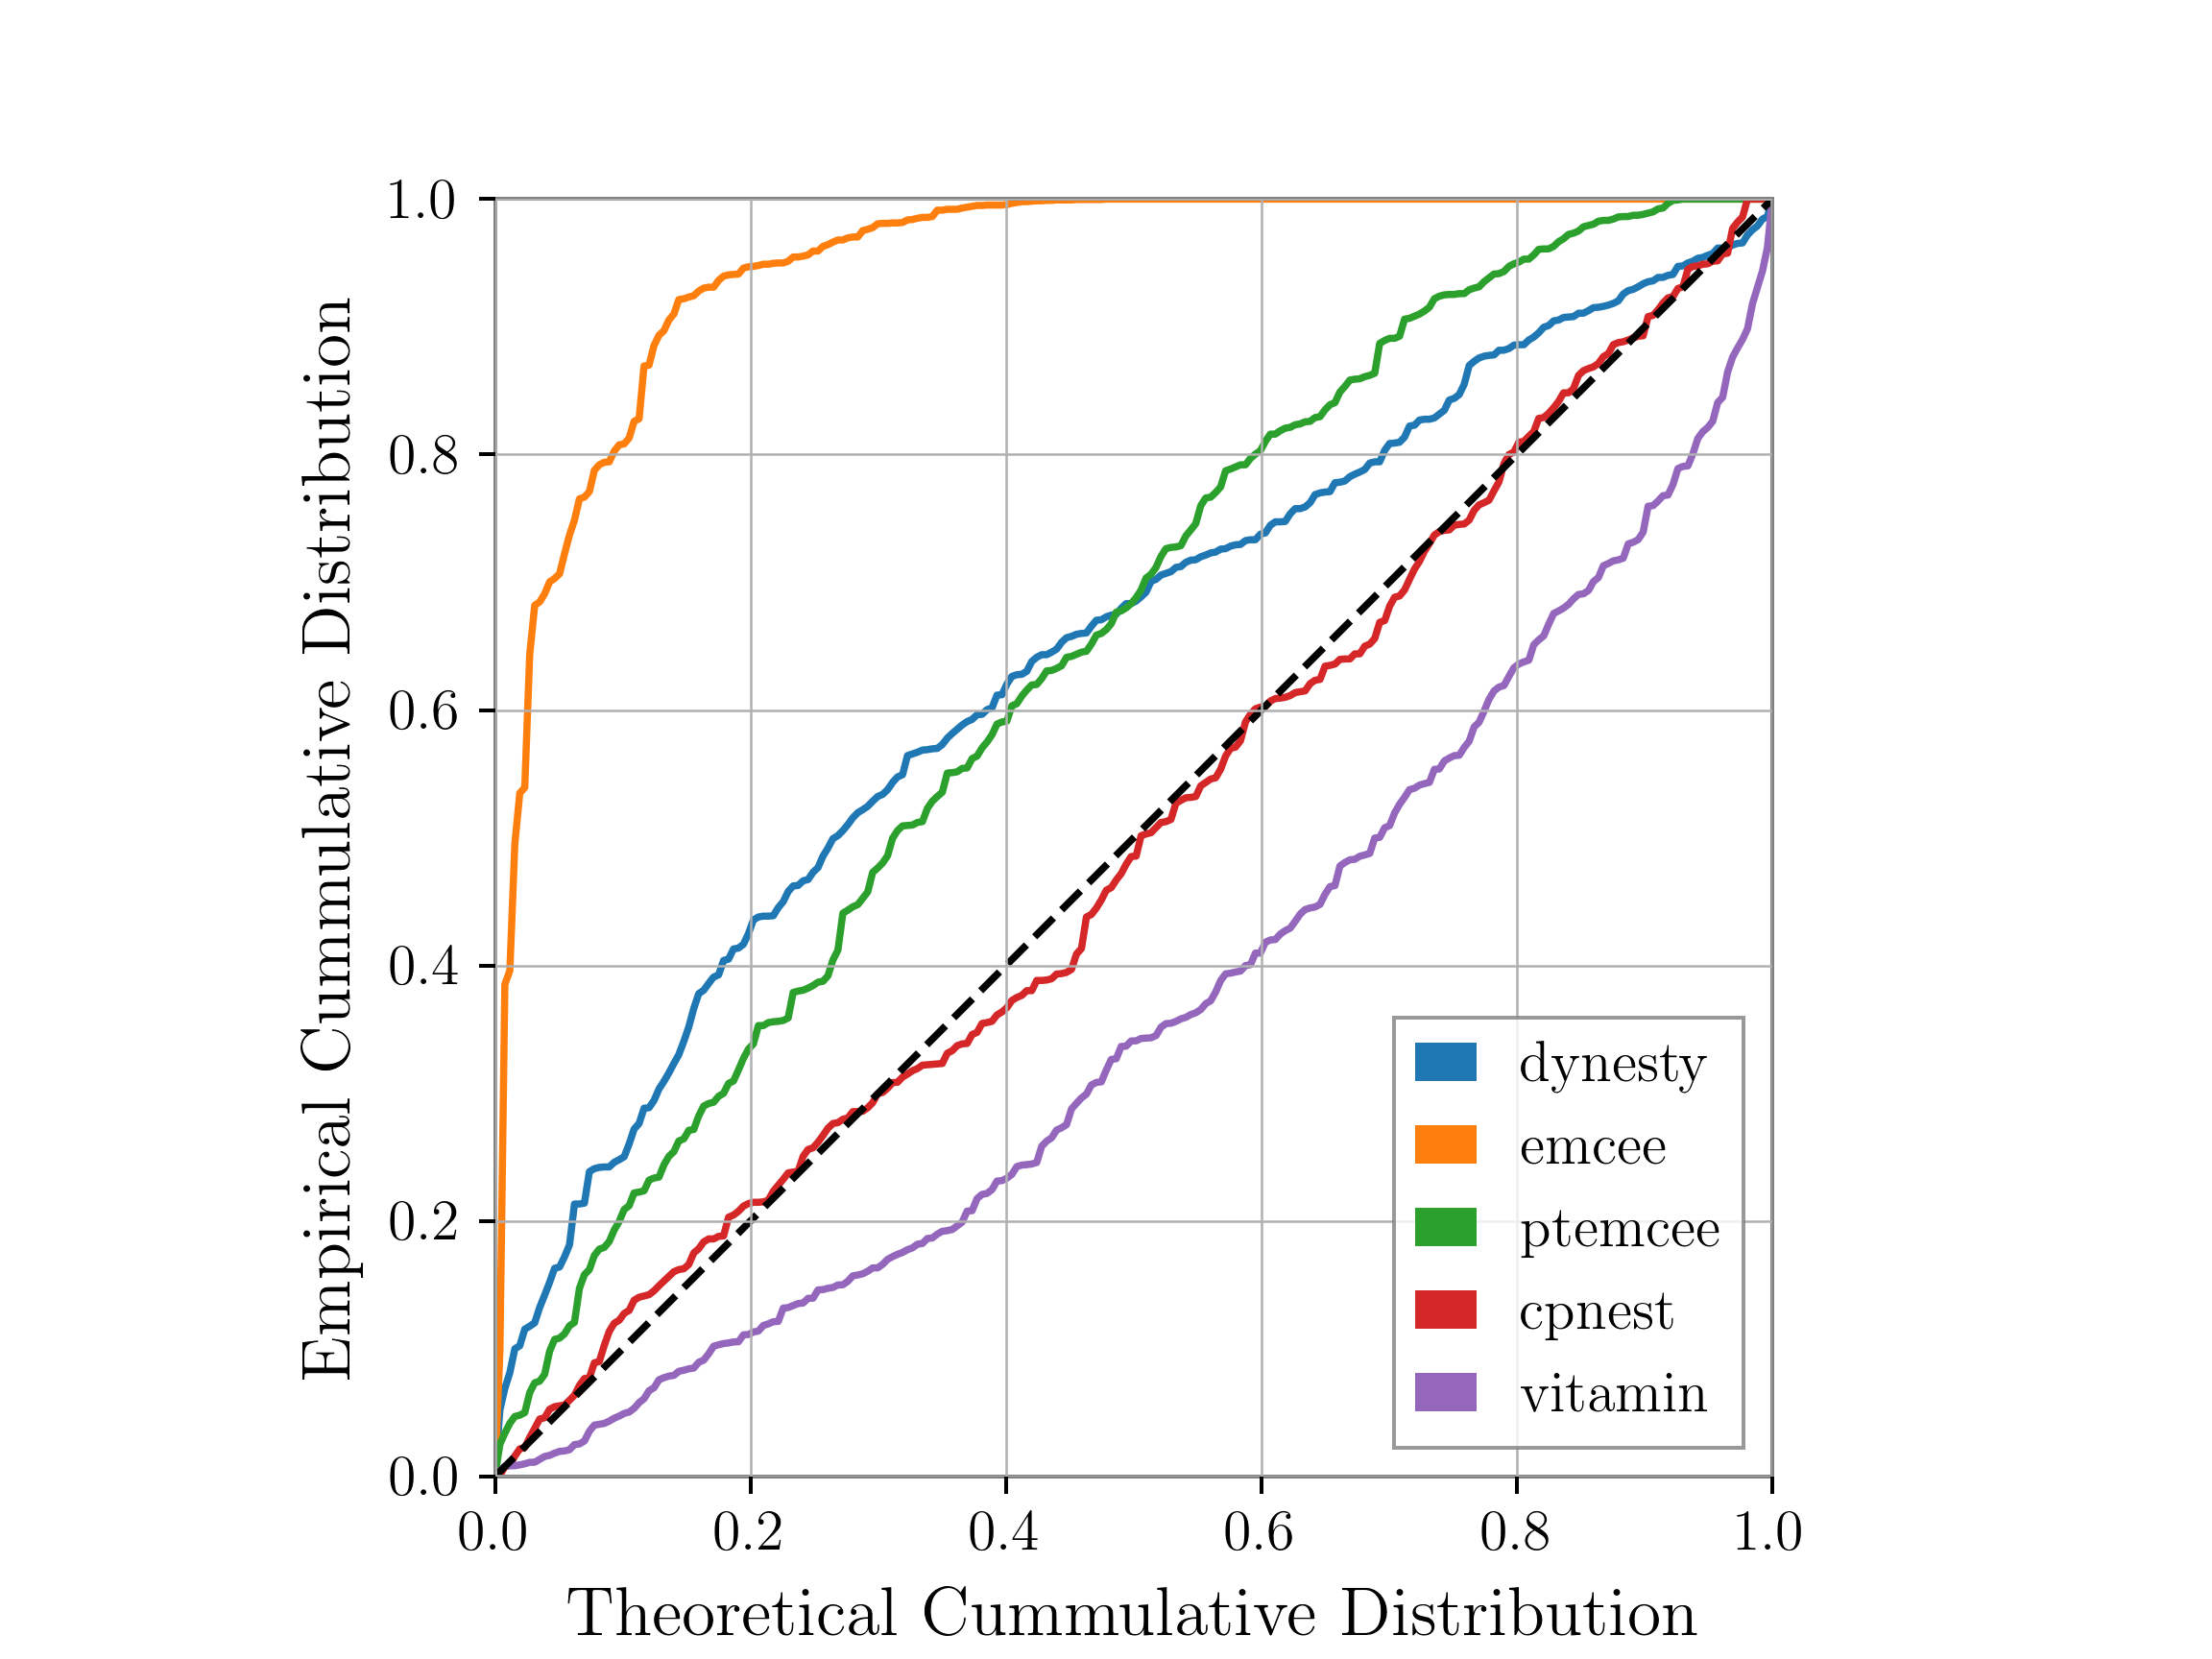 Empirical Cummulative Distribution
1.0
0.8
0.6
0.4
0.2
0.0
0.0 0.2 0.4 0.6 0.8 1.0
Theoretical Cummulative Distribution
dynesty
emcee
ptemcee
cpnest
vitamin